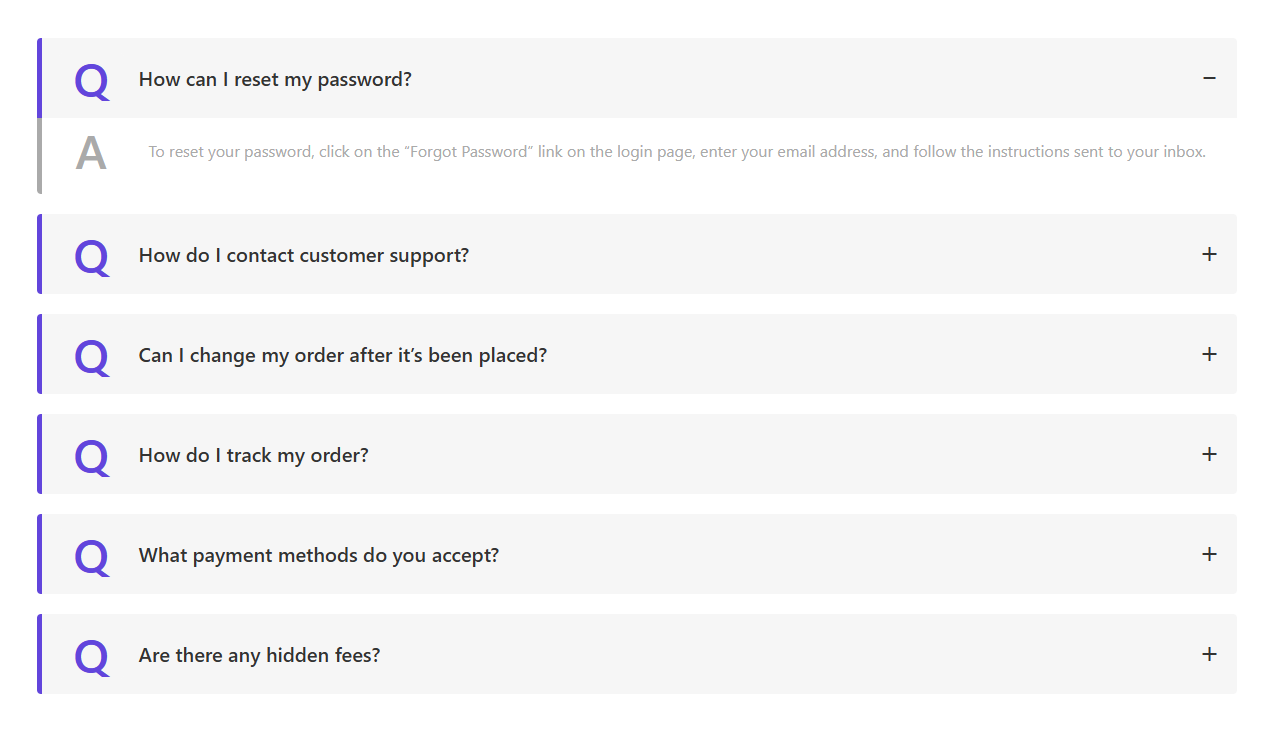 Q How can I reset my password? −
A To reset your password, click on the “Forgot Password” link on the login page, enter your email address, and follow the instructions sent to your inbox.
Q How do I contact customer support? +
Q Can I change my order after it’s been placed? +
Q How do I track my order? +
Q What payment methods do you accept? +
Q Are there any hidden fees? +